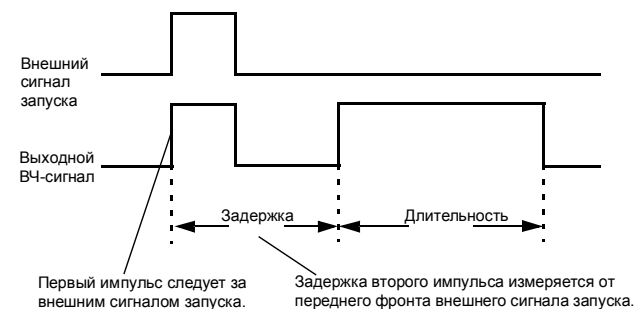 Внешний
сигнал
запуска
Выходной
ВЧ-сигнал
Задержка
Длительность
Первый импульс следует за
внешним сигналом запуска.
Задержка второго импульса измеряется от
переднего фронта внешнего сигнала запуска.